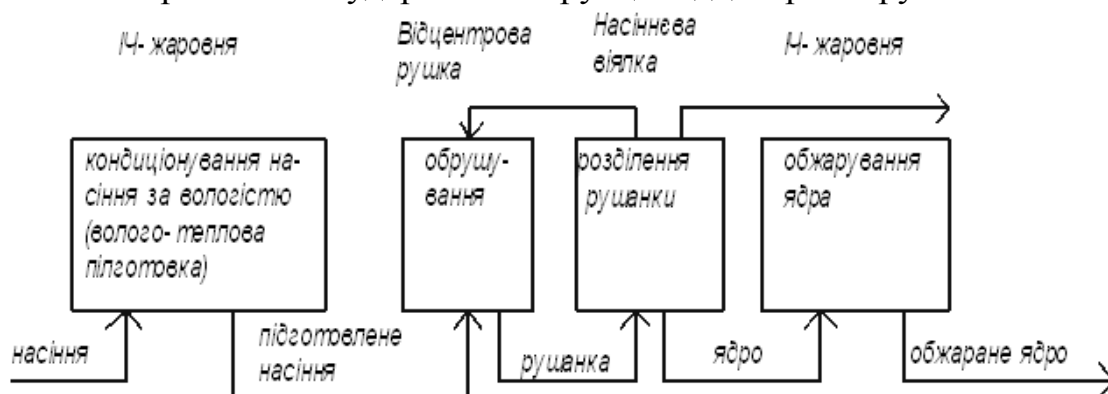 ІЧ- жаровня
Відцентрова
рушка
Насіннєва
віялка
ІЧ- жаровня
кондиціонування на-
сіння за вологістю
(волого- теплова
пілготовка)
обрушу-
вання
розділення
рушанки
обжарування
ядра
насіння
підготовлене
насіння
рушанка
ядро
обжаране ядро